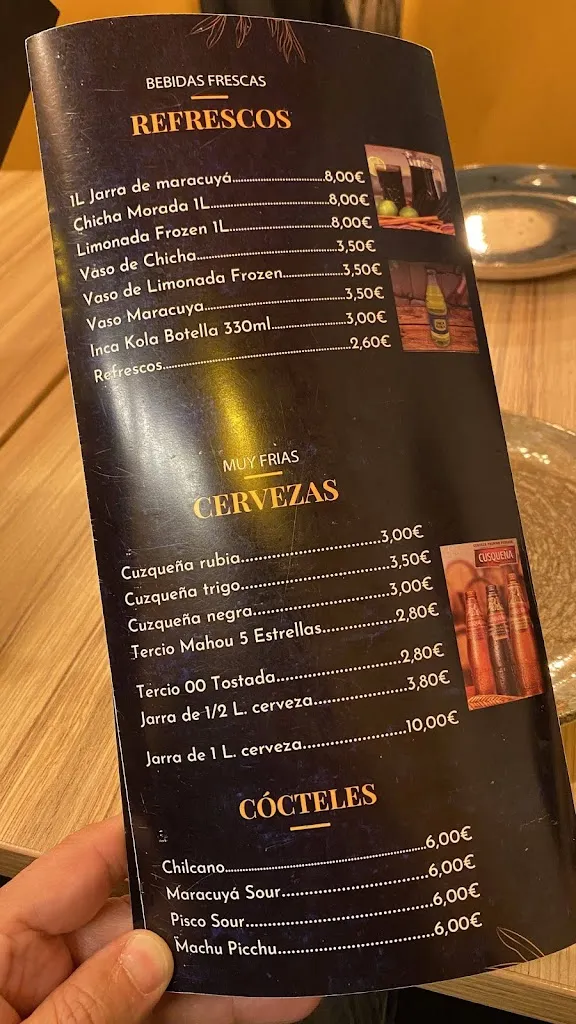 BEBIDAS FRESCAS
REFRESCOS
1L Jarra de maracuyá 8,00€
Chicha Morada 1L 8,00€
Limonada Frozen 1L 8,00€
Vaso de Chicha 3,50€
Vaso de Limonada Frozen 3,50€
Vaso Maracuya 3,50€
Inca Kola Botella 330ml 3,00€
Refrescos 2,60€
MUY FRIAS
CERVEZAS
Cuzqueña rubia 3,00€
Cuzqueña trigo 3,50€
Cuzqueña negra 3,00€
Tercio Mahou 5 Estrellas 2,80€
Tercio 00 Tostada 2,80€
Jarra de 1/2 L. cerveza 3,80€
Jarra de 1 L. cerveza 10,00€
CUSQUEÑA
CÓCTELES
Chilcano 6,00€
Maracuyá Sour 6,00€
Pisco Sour 6,00€
Machu Picchu 6,00€